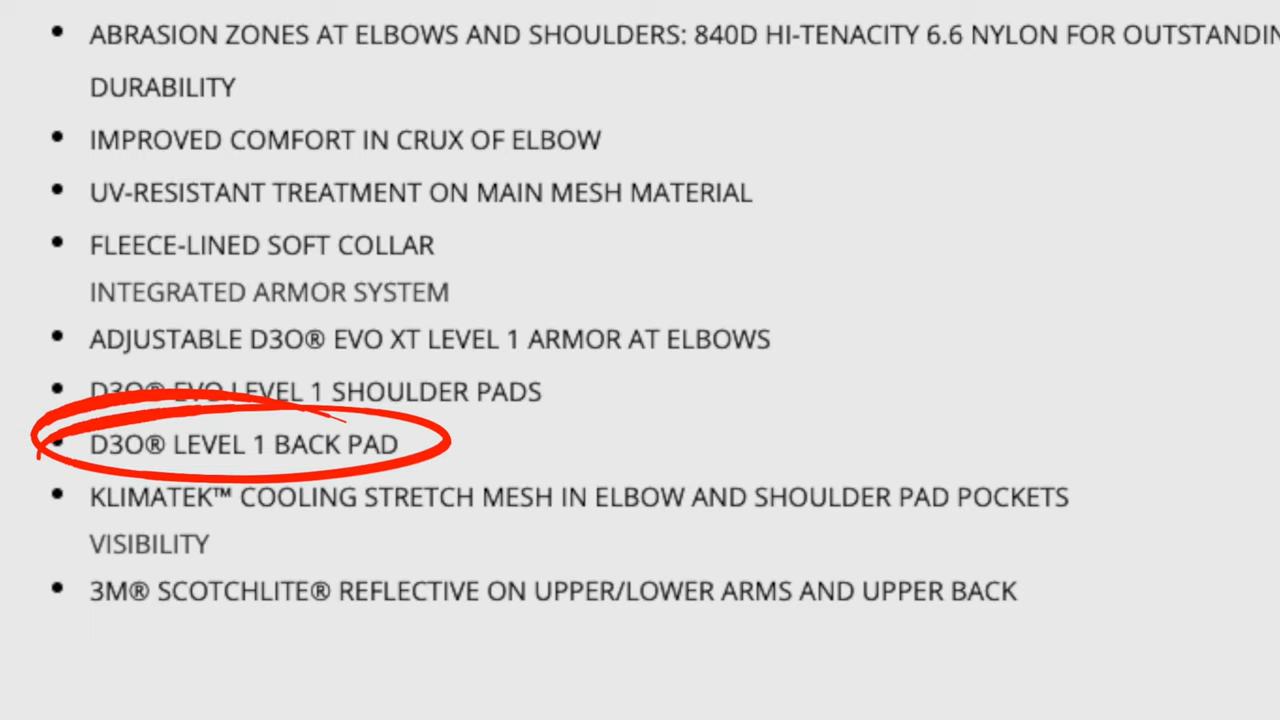 ABRASION ZONES AT ELBOWS AND SHOULDERS: 840D HI-TENACITY 6.6 NYLON FOR OUTSTANDIN
DURABILITY
IMPROVED COMFORT IN CRUX OF ELBOW
UV-RESISTANT TREATMENT ON MAIN MESH MATERIAL
FLEECE-LINED SOFT COLLAR
INTEGRATED ARMOR SYSTEM
ADJUSTABLE D3O® EVO XT LEVEL 1 ARMOR AT ELBOWS
D3O® EVO LEVEL 1 SHOULDER PADS
D3O® LEVEL 1 BACK PAD
KLIMATEK™ COOLING STRETCH MESH IN ELBOW AND SHOULDER PAD POCKETS
VISIBILITY
3M® SCOTCHLITE® REFLECTIVE ON UPPER/LOWER ARMS AND UPPER BACK